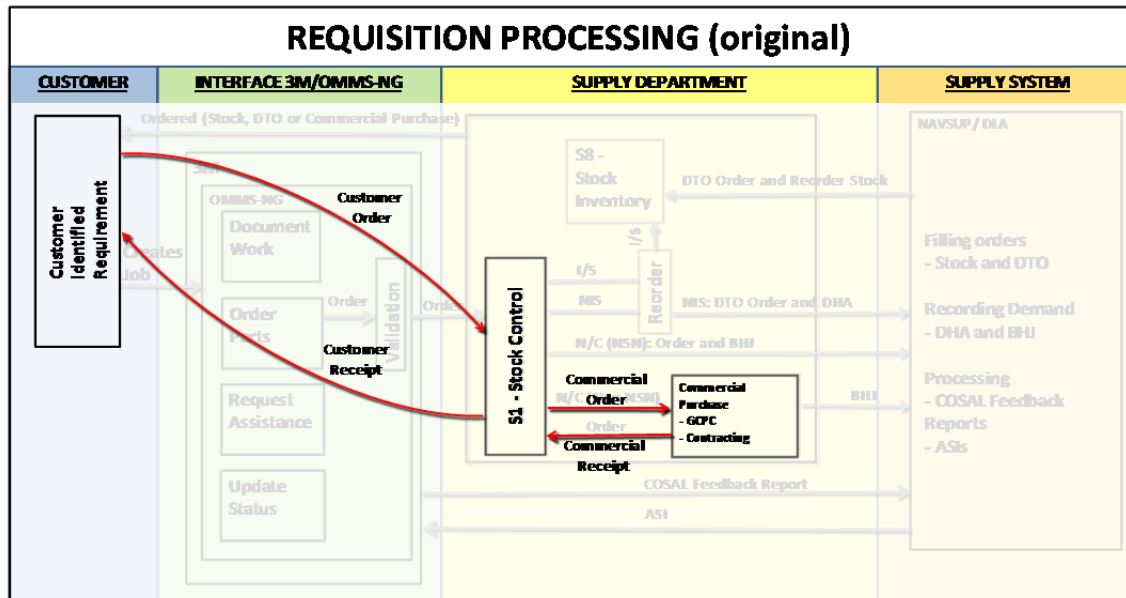 REQUISITION PROCESSING (original)
CUSTOMER
INTERFACE 3M/OMMS-NG
SUPPLY DEPARTMENT
SUPPLY SYSTEM
Ordered (Stock, DTO or Commercial Purchase)
NAVSUP / DLA
Customer
Identified
Requirement
Creates
Job
OMMS-NG
Document
Work
Order
Parts
Request
Assistance
Update
Status
Order
Validation
Order
Customer
Order
Customer
Receipt
S1 - Stock Control
S8 -
Stock
Inventory
I/S
I/S
NIS
Reorder
DTO Order and Reorder Stock
NIS: DTO Order and DHA
N/C (NSN): Order and BHJ
Commercial
Order
Order
Commercial
Receipt
Commercial
Purchase
- GCPC
- Contracting
BHJ
COSAL Feedback Report
ASI
Filling orders
- Stock and DTO
Recording Demand
- DHA and BHJ
Processing
- COSAL Feedback
Reports
- ASIs